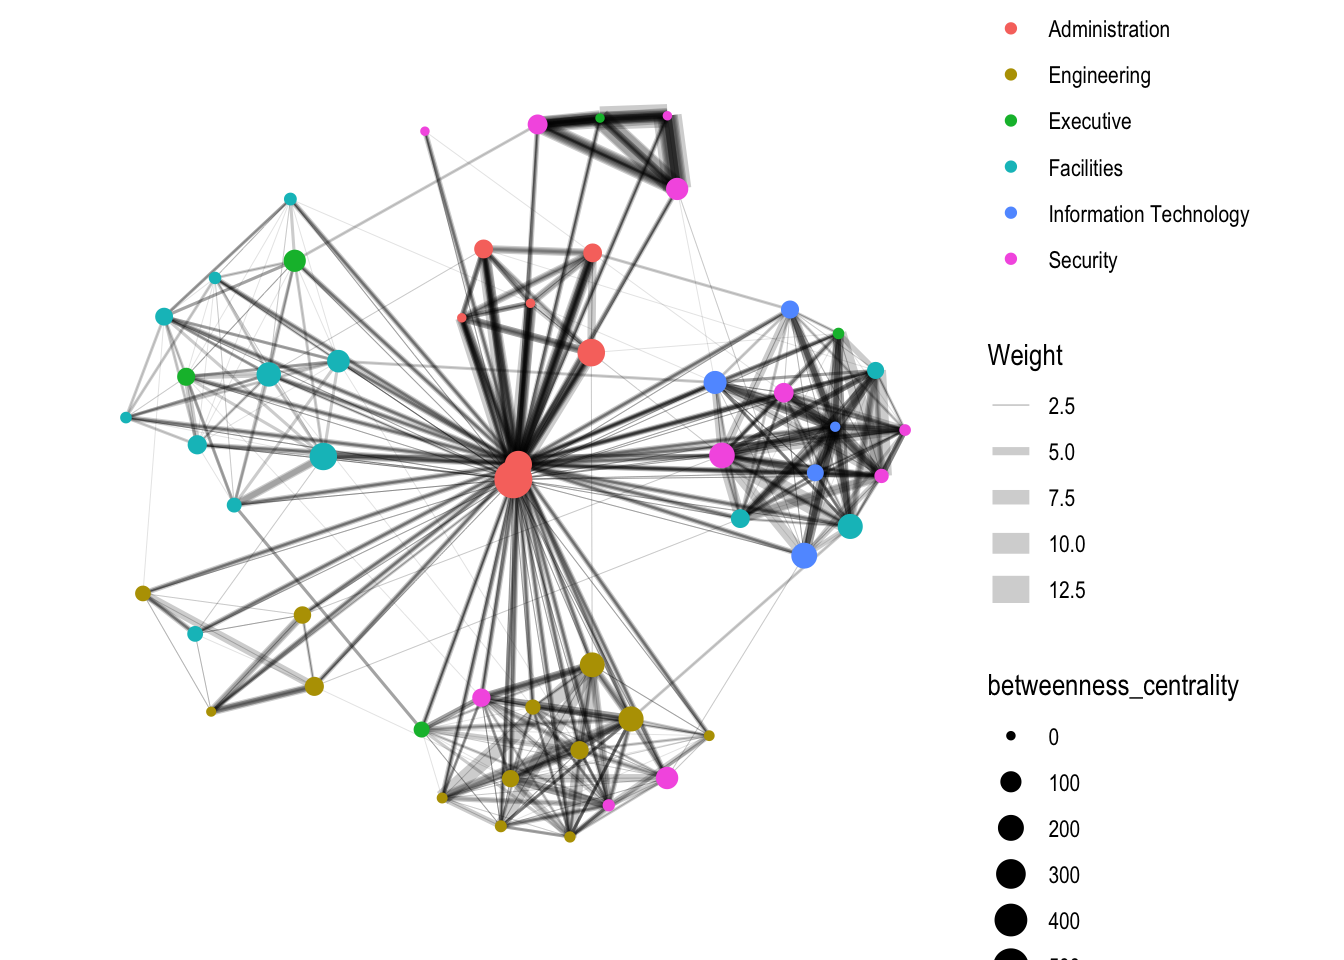 Administration
Engineering
Executive
Facilities
Information Technology
Security
Weight
2.5
5.0
7.5
10.0
12.5
betweenness_centrality
0
100
200
300
400